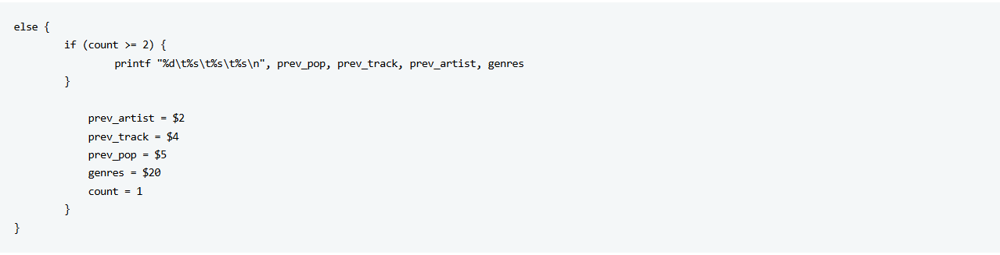 else {
if (count >= 2) {
printf "%d\t%s\t%s\t%s\n", prev_pop, prev_track, prev_artist, genres
}
prev_artist = $2
prev_track = $4
prev_pop = $5
genres = $20
count = 1
}
}